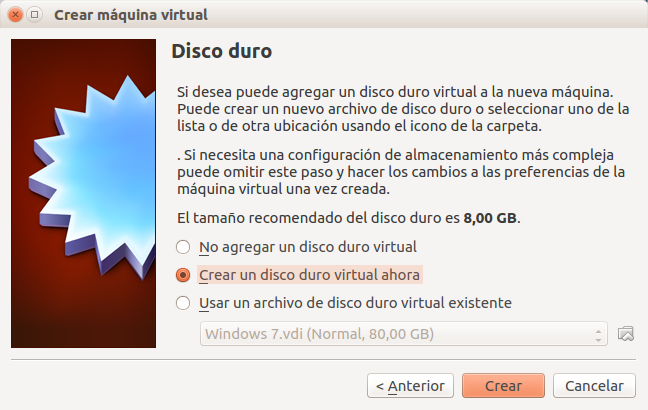 Crear máquina virtual
Disco duro
Si desea puede agregar un disco duro virtual a la nueva máquina.
Puede crear un nuevo archivo de disco duro o seleccionar uno de la
lista o de otra ubicación usando el icono de la carpeta.
. Si necesita una configuración de almacenamiento más compleja
puede omitir este paso y hacer los cambios a las preferencias de la
máquina virtual una vez creada.
El tamaño recomendado del disco duro es 8,00 GB.
No agregar un disco duro virtual
Crear un disco duro virtual ahora
Usar un archivo de disco duro virtual existente
Windows 7.vdi (Normal, 80,00 GB)
< Anterior
Crear
Cancelar